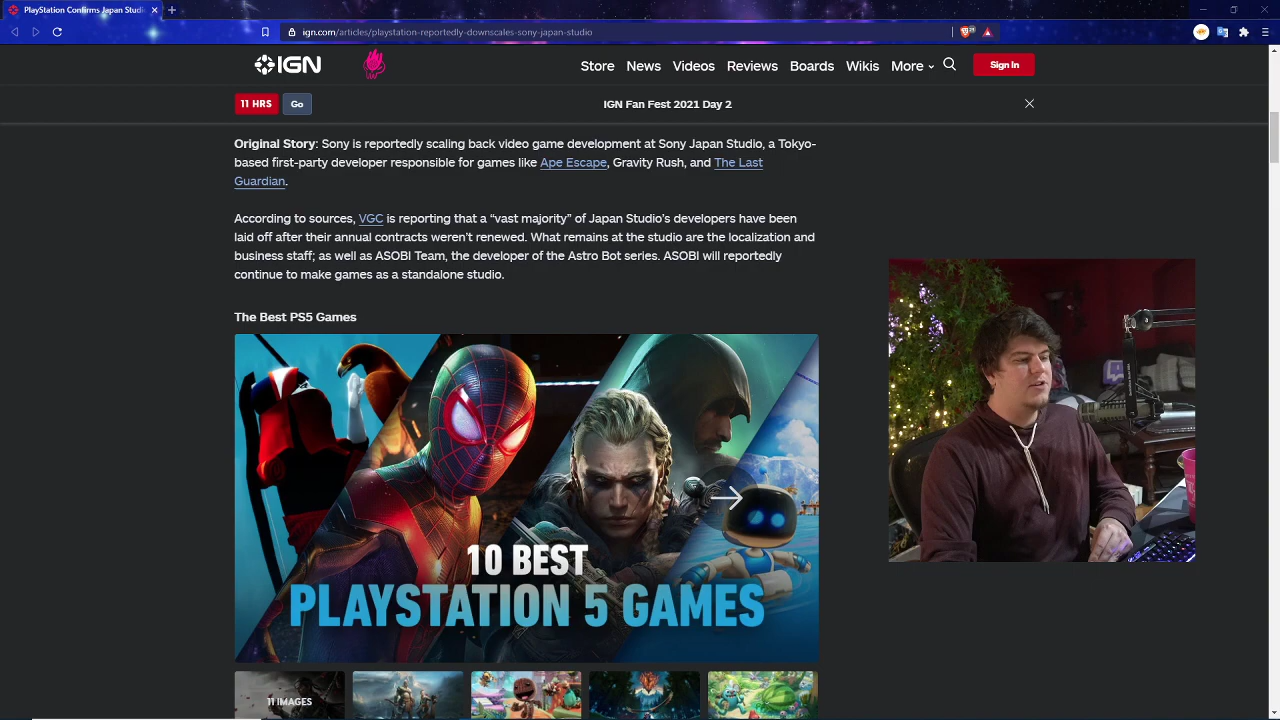 PlayStation Confirms Japan Studi
ign.com/articles/playstation-reportedly-downscales-sony-japan-studio
IGN
Store News Videos Reviews Boards Wikis More
Sign In
11 HRS Go IGN Fan Fest 2021 Day 2
Original Story: Sony is reportedly scaling back video game development at Sony Japan Studio, a Tokyo-
based first-party developer responsible for games like Ape Escape, Gravity Rush, and The Last
Guardian.
According to sources, VGC is reporting that a “vast majority” of Japan Studio’s developers have been
laid off after their annual contracts weren’t renewed. What remains at the studio are the localization and
business staff; as well as ASOBI Team, the developer of the Astro Bot series. ASOBI will reportedly
continue to make games as a standalone studio.
The Best PS5 Games
10 BEST
PLAYSTATION 5 GAMES
11 IMAGES